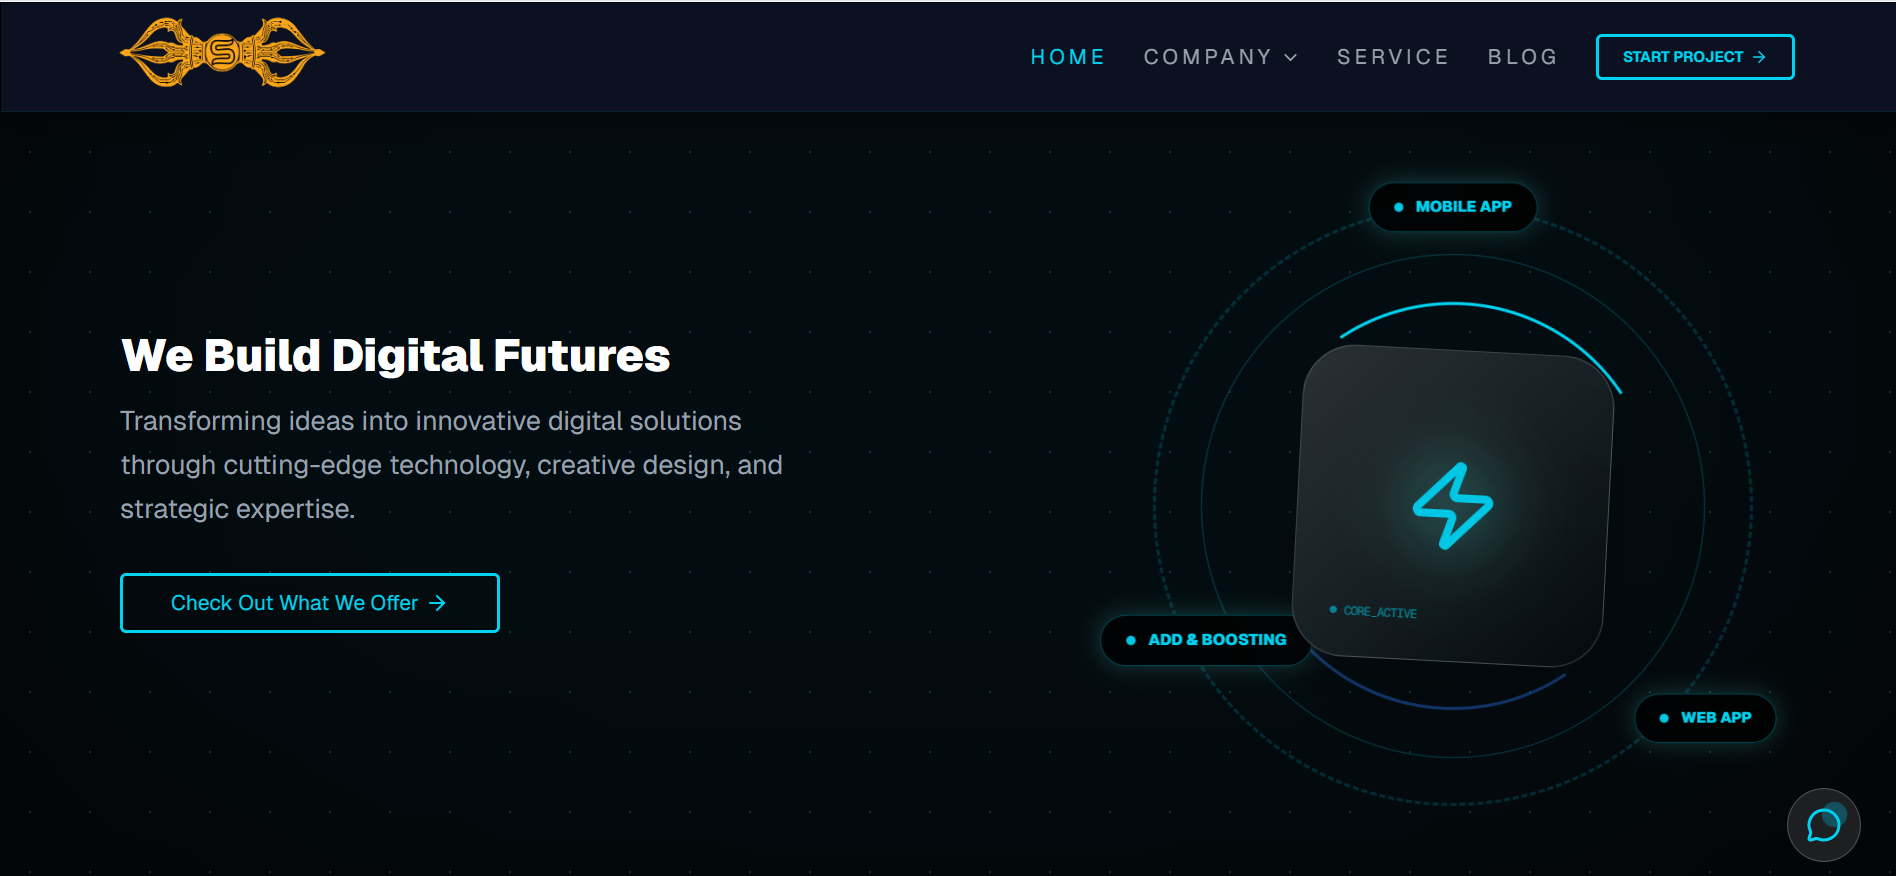 S
HOME
COMPANY
SERVICE
BLOG
START PROJECT →
MOBILE APP
We Build Digital Futures
Transforming ideas into innovative digital solutions
through cutting-edge technology, creative design, and
strategic expertise.
Check Out What We Offer →
CORE_ACTIVE
ADD & BOOSTING
WEB APP